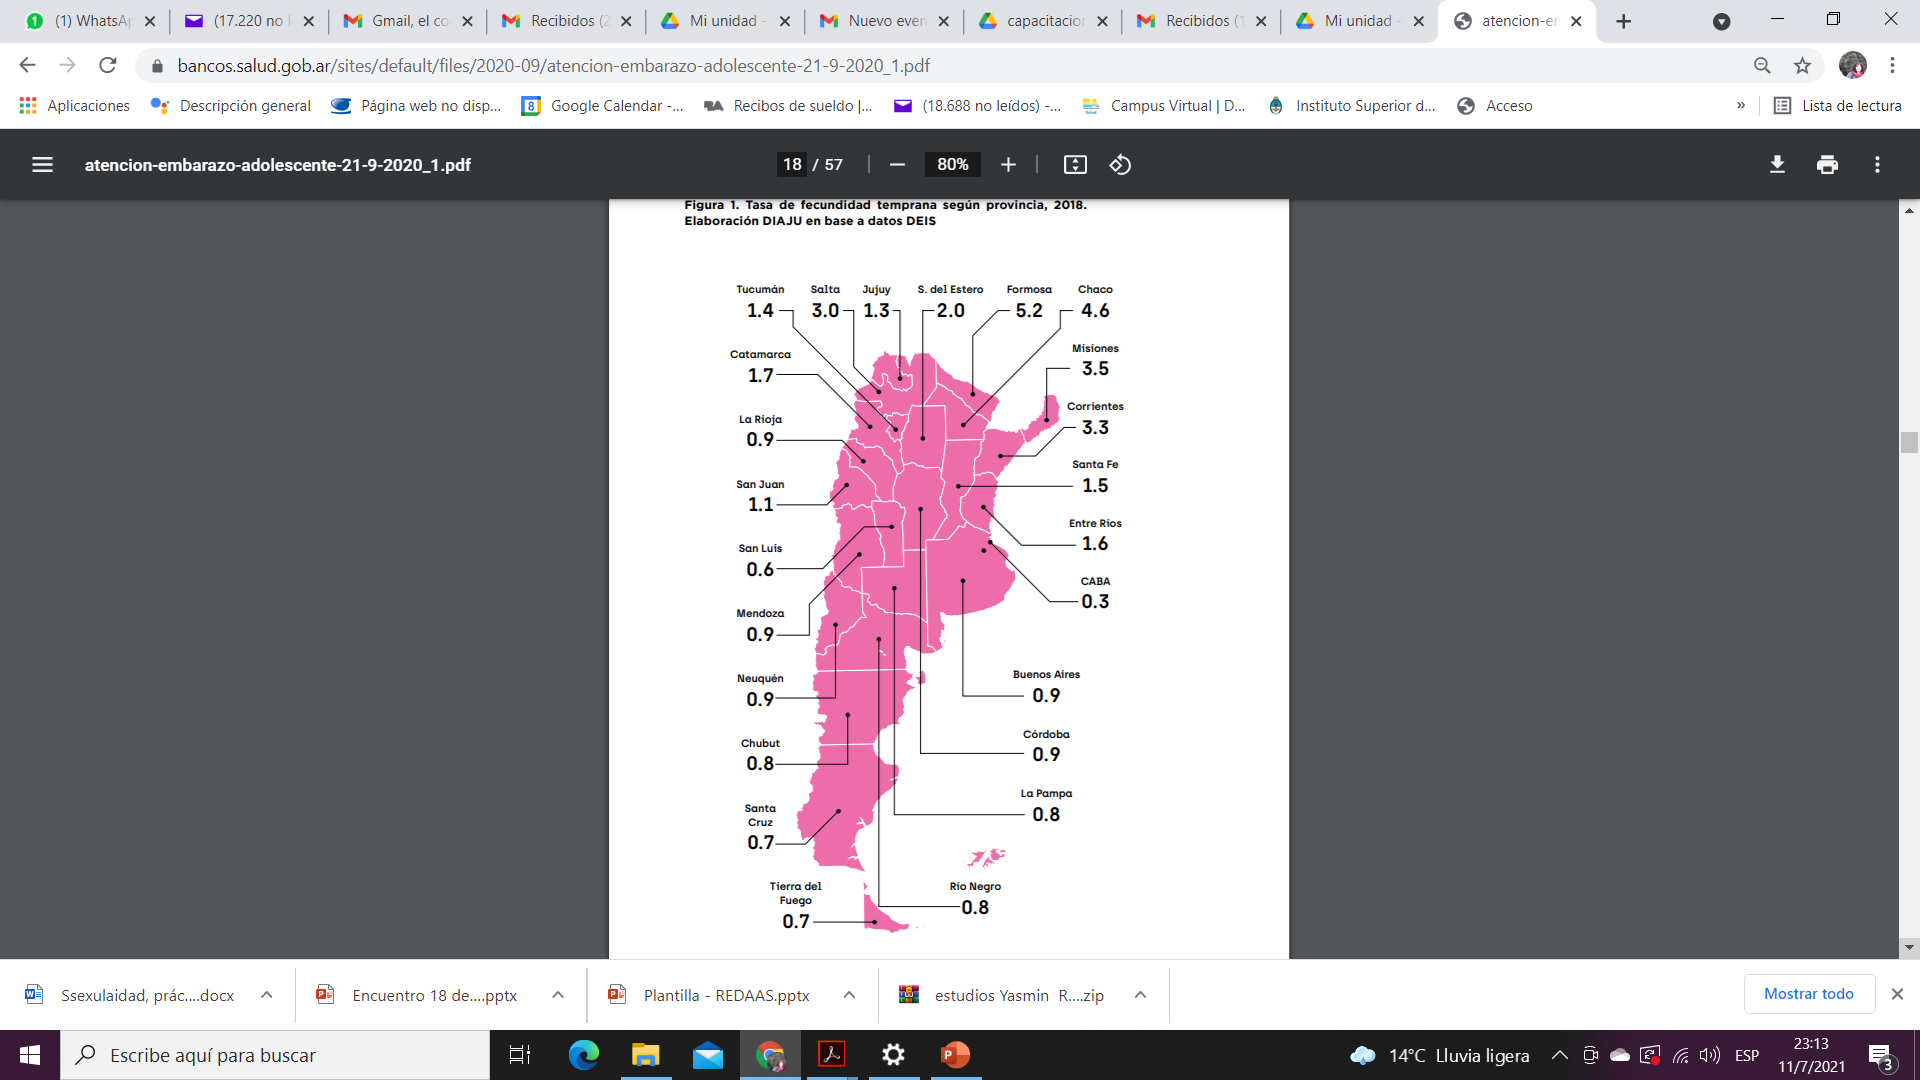 (1) WhatsAp
(17.220 no l
Gmail, el co
Recibidos (2
Mi unidad -
Nuevo even
capacitacion
Recibidos (1
Mi unidad -
atencion-en
bancos.salud.gob.ar/sites/default/files/2020-09/atencion-embarazo-adolescente-21-9-2020_1.pdf
Aplicaciones
Descripción general
Página web no disp...
8
Google Calendar -...
Recibos de sueldo |...
(18.688 no leídos) -...
Campus Virtual | D...
Instituto Superior d...
Acceso
»
Lista de lectura
atencion-embarazo-adolescente-21-9-2020_1.pdf
18 / 57
80%
Figura 1. Tasa de fecundidad temprana según provincia, 2018.
Elaboración DIAJU en base a datos DEIS
Tucumán
1.4
Salta
3.0
Jujuy
1.3
S. del Estero
2.0
Formosa
5.2
Chaco
4.6
Misiones
3.5
Catamarca
1.7
Corrientes
3.3
La Rioja
0.9
Santa Fe
1.5
San Juan
1.1
Entre Ríos
1.6
San Luis
0.6
CABA
0.3
Mendoza
0.9
Neuquén
0.9
Buenos Aires
0.9
Chubut
0.8
Córdoba
0.9
La Pampa
0.8
Santa
Cruz
0.7
Tierra del
Fuego
0.7
Río Negro
0.8
Ssexulaidad, prác....docx
Encuentro 18 de....pptx
Plantilla - REDAAS.pptx
estudios Yasmin R....zip
Mostrar todo
Escribe aquí para buscar
14°C Lluvia ligera
ESP
23:13
11/7/2021
3